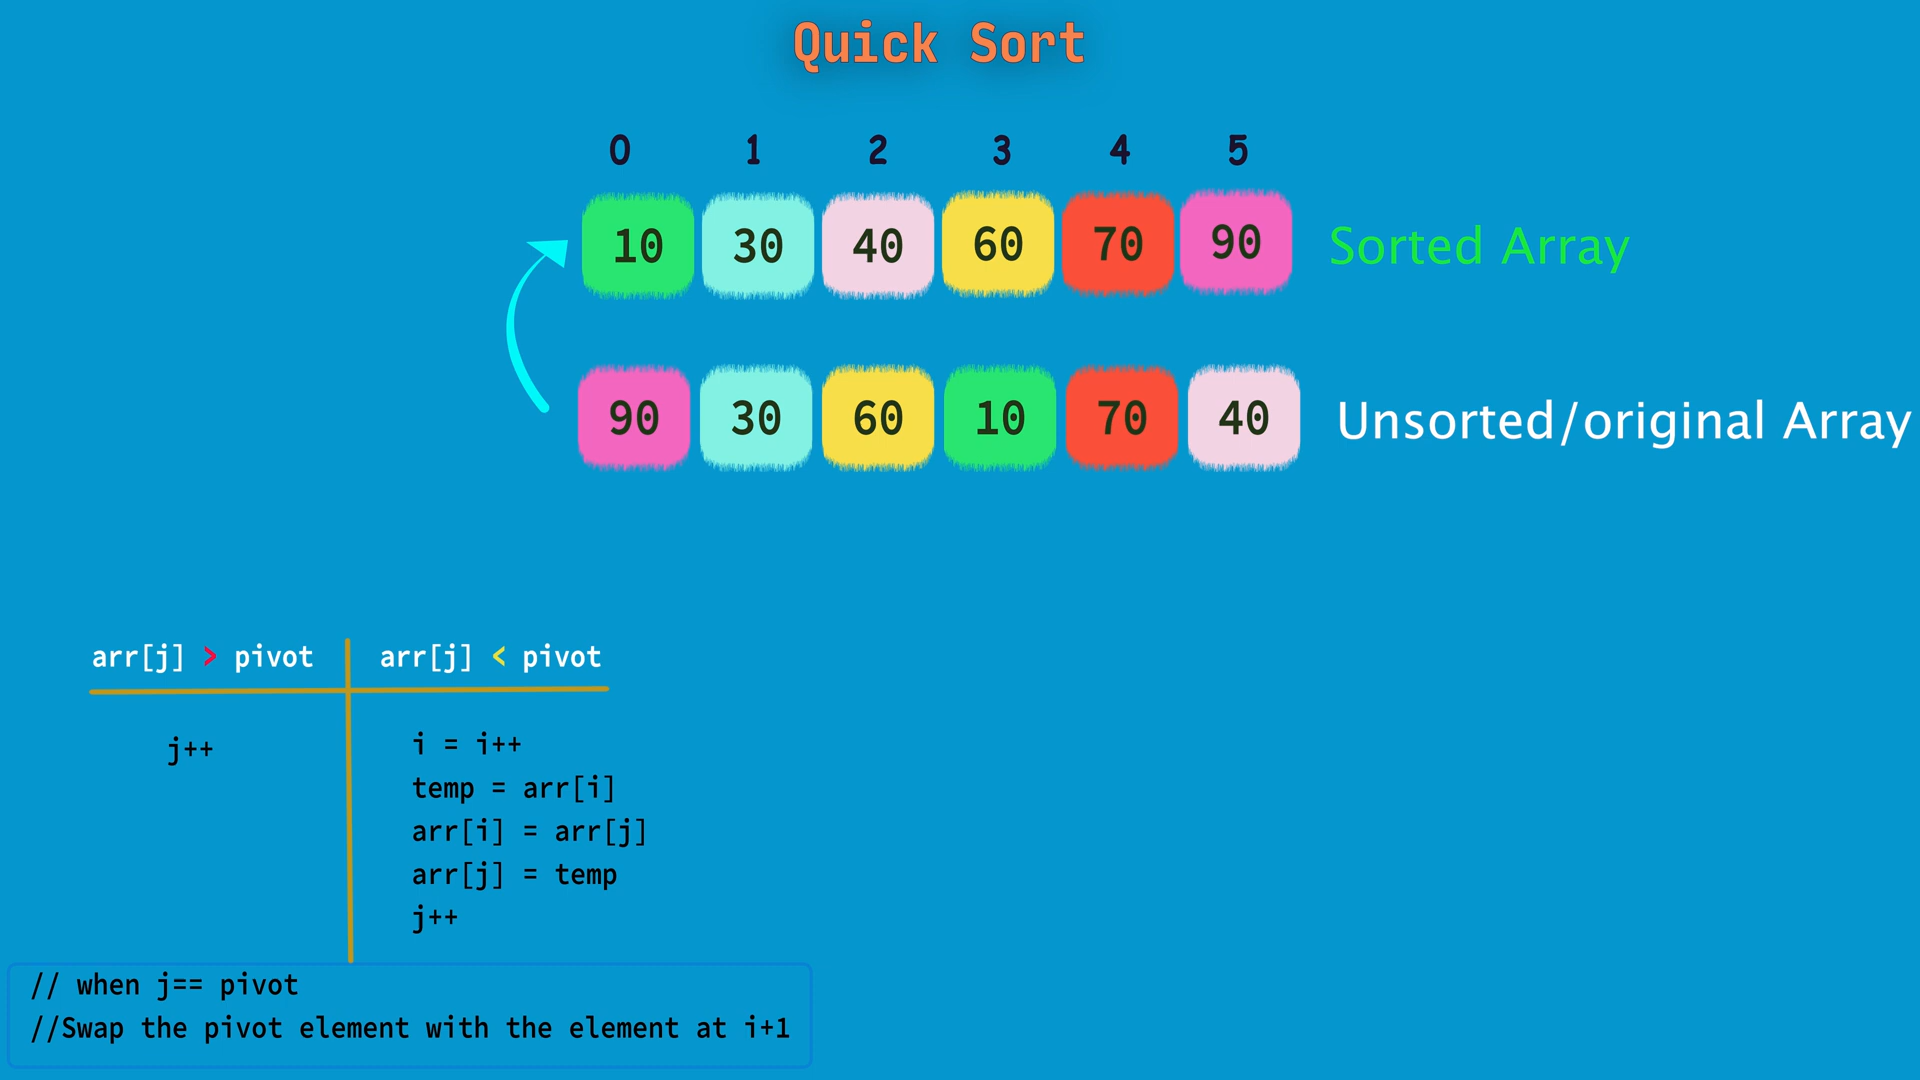 Quick Sort
0 1 2 3 4 5
10 30 40 60 70 90 Sorted Array
90 30 60 10 70 40 Unsorted/original Array
arr[j] > pivot arr[j] < pivot
j++
i = i++
temp = arr[i]
arr[i] = arr[j]
arr[j] = temp
j++
// when j== pivot
//Swap the pivot element with the element at i+1